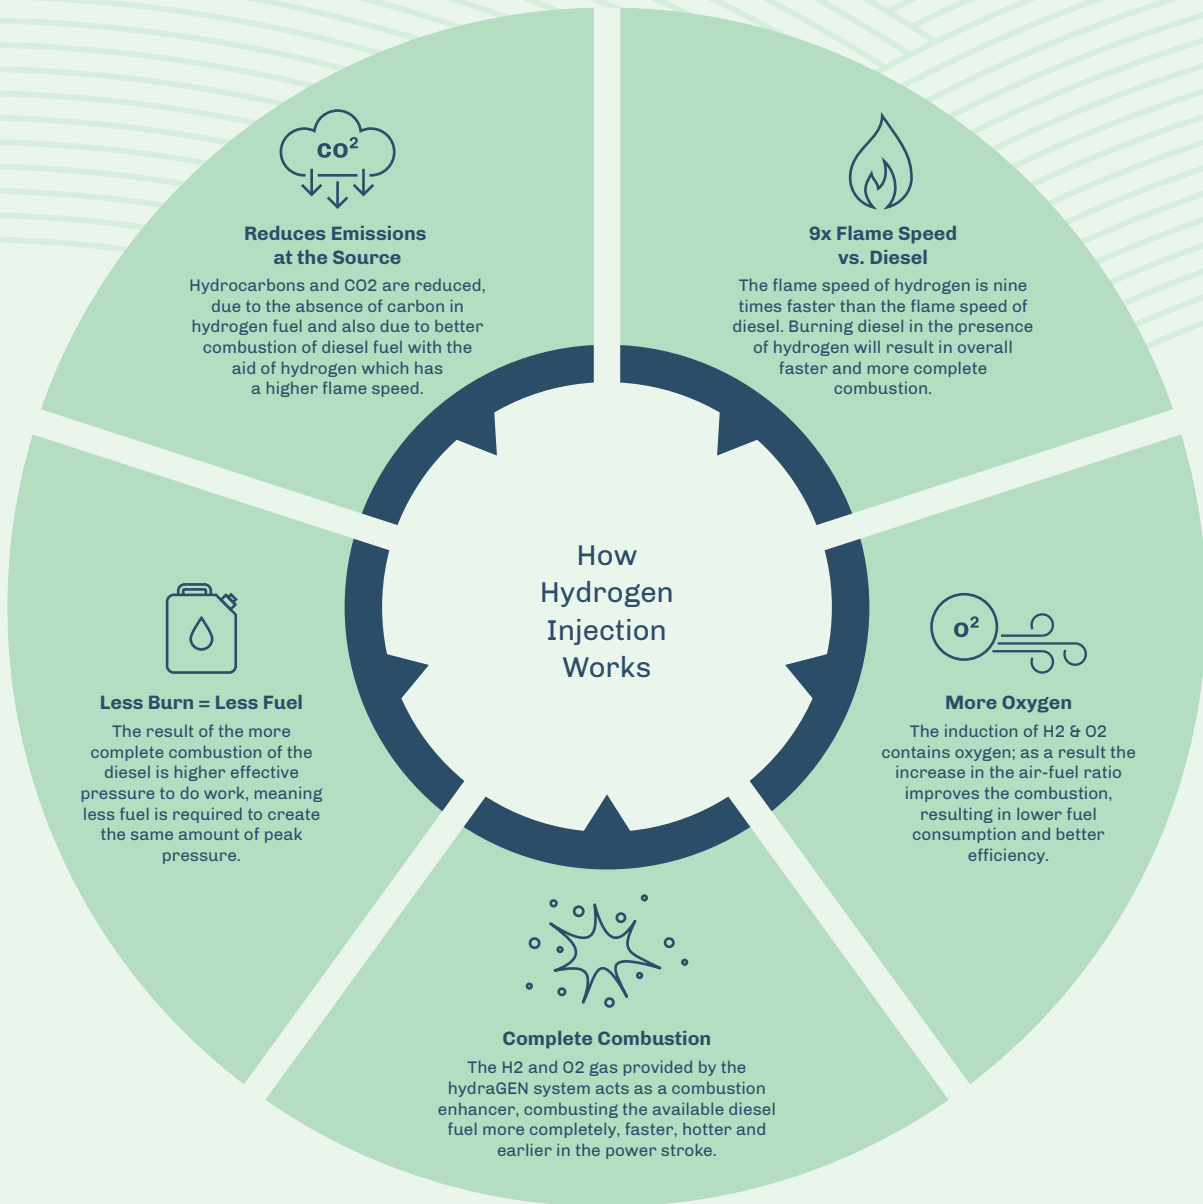 How
Hydrogen
Injection
Works
co²
Reduces Emissions
at the Source
Hydrocarbons and CO2 are reduced,
due to the absence of carbon in
hydrogen fuel and also due to better
combustion of diesel fuel with the
aid of hydrogen which has
a higher flame speed.
9x Flame Speed
vs. Diesel
The flame speed of hydrogen is nine
times faster than the flame speed of
diesel. Burning diesel in the presence
of hydrogen will result in overall
faster and more complete
combustion.
o²
More Oxygen
The induction of H2 & O2
contains oxygen; as a result the
increase in the air-fuel ratio
improves the combustion,
resulting in lower fuel
consumption and better
efficiency.
Complete Combustion
The H2 and O2 gas provided by the
hydraGEN system acts as a combustion
enhancer, combusting the available diesel
fuel more completely, faster, hotter and
earlier in the power stroke.
Less Burn = Less Fuel
The result of the more
complete combustion of the
diesel is higher effective
pressure to do work, meaning
less fuel is required to create
the same amount of peak
pressure.